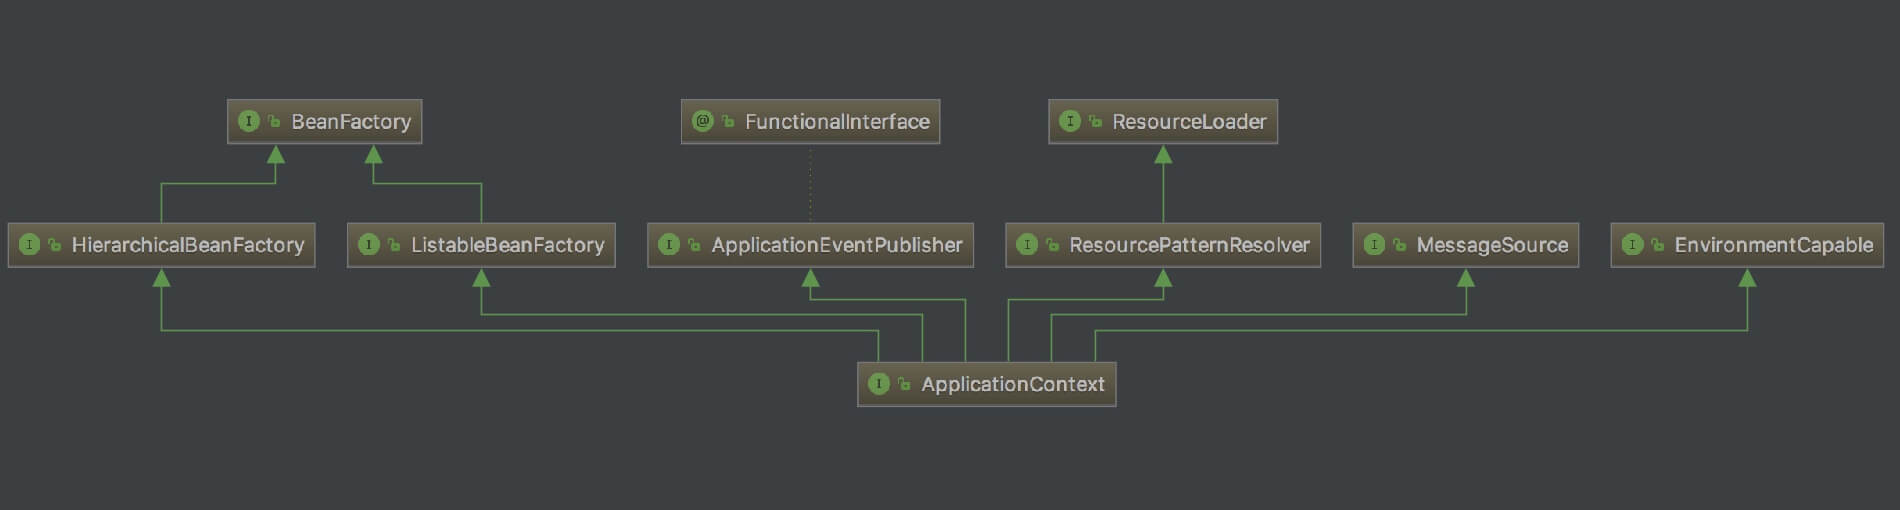 I BeanFactory
@ FunctionalInterface
I ResourceLoader
I HierarchicalBeanFactory
I ListableBeanFactory
I ApplicationEventPublisher
I ResourcePatternResolver
I MessageSource
I EnvironmentCapable
I ApplicationContext